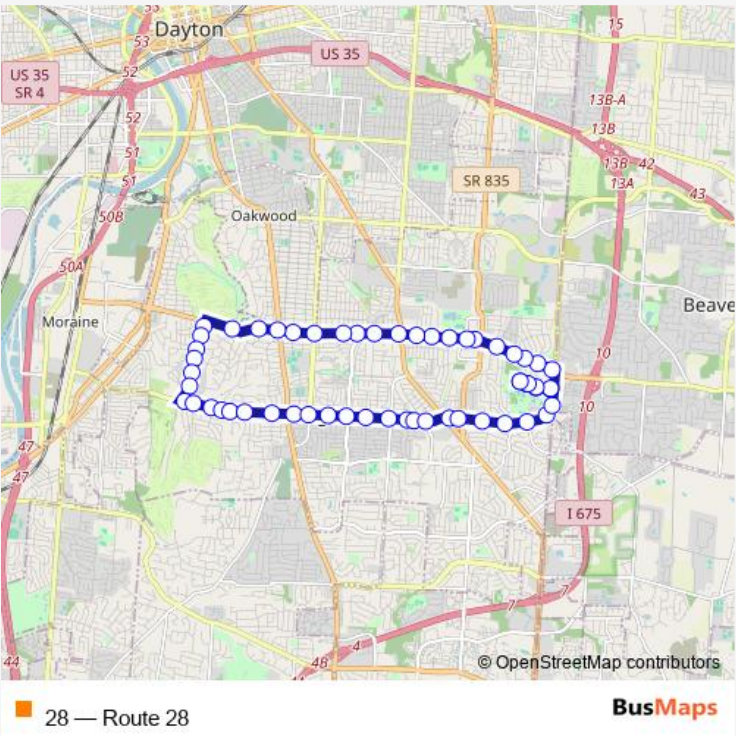 53
15
Dayton
53
US 35
US 35
SR 4
52
13B-A
52
13B
51
13B
42
SR 835
13A
51
43
50B
Oakwood
50A
Beave
Moraine
10
10
47
47
I 675
7
7
4
44
4B
© OpenStreetMap contributors
28 — Route 28
BusMaps